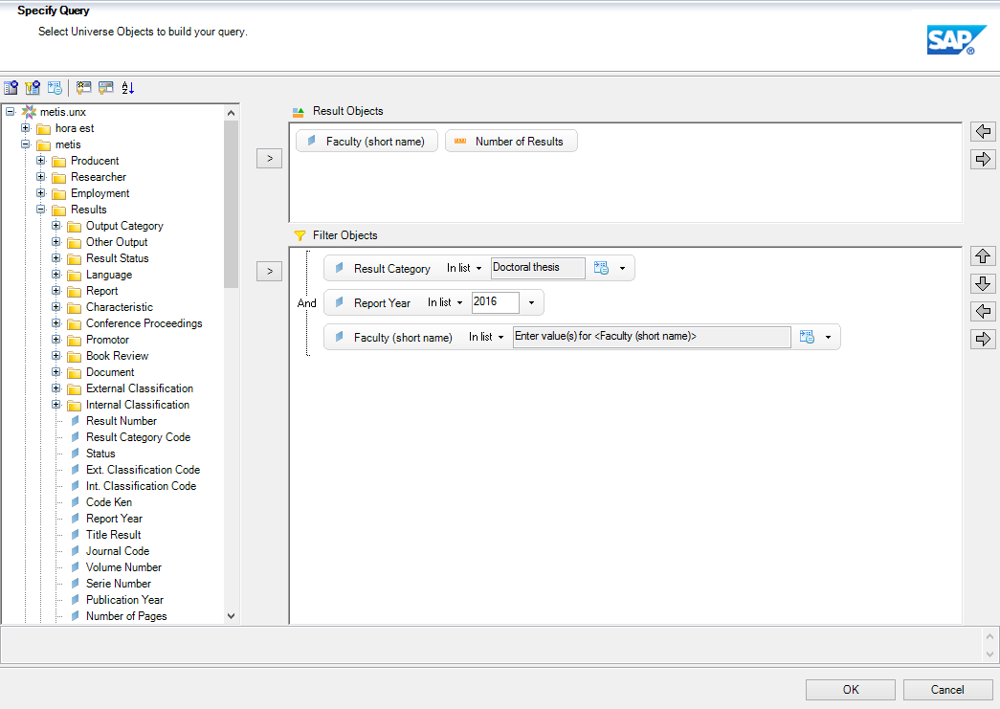 Specify Query
Select Universe Objects to build your query.
SAP
metis.unx
hora est
metis
Producent
Researcher
Employment
Results
Output Category
Other Output
Result Status
Language
Report
Characteristic
Conference Proceedings
Promotor
Book Review
Document
External Classification
Internal Classification
Result Number
Result Category Code
Status
Ext. Classification Code
Int. Classification Code
Code Ken
Report Year
Title Result
Journal Code
Volume Number
Serie Number
Publication Year
Number of Pages
>
>
Result Objects
Faculty (short name) Number of Results
Filter Objects
And
Result Category In list Doctoral thesis
Report Year In list 2016
Faculty (short name) In list Enter value(s) for <Faculty (short name)>
OK Cancel